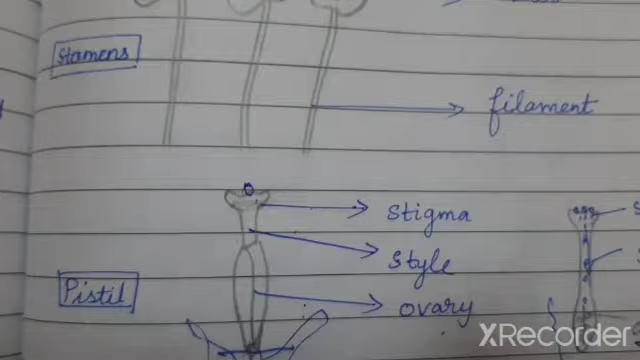 Stamens
filament
Stigma
Style
Pistil
ovary
XRecorder